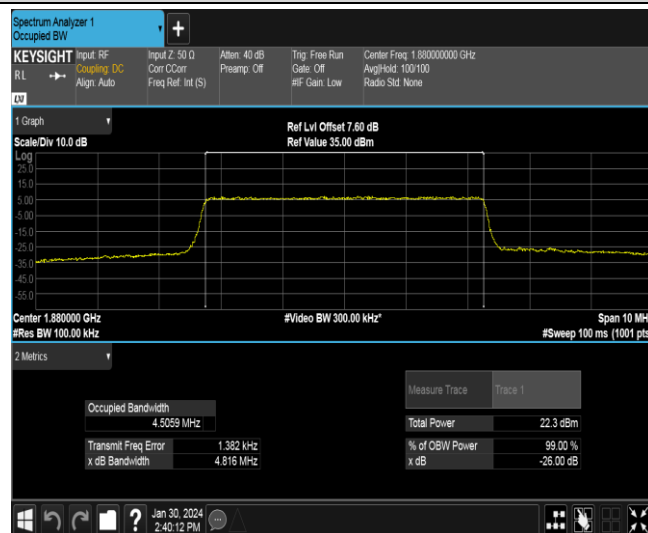 Spectrum Analyzer 1
Occupied BW
KEYSIGHT Input: RF Input Z: 50 Ω Atten: 40 dB Trig: Free Run Center Freq: 1.880000000 GHz
RL Coupling: DC Corr CCorr Preamp: Off Gate: Off Avg|Hold: 100/100
Align: Auto Freq Ref: Int (S) #IF Gain: Low Radio Std: None
LXI
1 Graph
Ref Lvl Offset 7.60 dB
Scale/Div 10.0 dB Ref Value 35.00 dBm
Log
25.0
15.0
5.00
-5.00
-15.0
-25.0
-35.0
-45.0
-55.0
Center 1.880000 GHz #Video BW 300.00 kHz* Span 10 MH
#Res BW 100.00 kHz #Sweep 100 ms (1001 pts
2 Metrics
Measure Trace Trace 1
Occupied Bandwidth
4.5059 MHz Total Power 22.3 dBm
Transmit Freq Error 1.382 kHz % of OBW Power 99.00 %
x dB Bandwidth 4.816 MHz x dB -26.00 dB
? Jan 30, 2024
2:40:12 PM